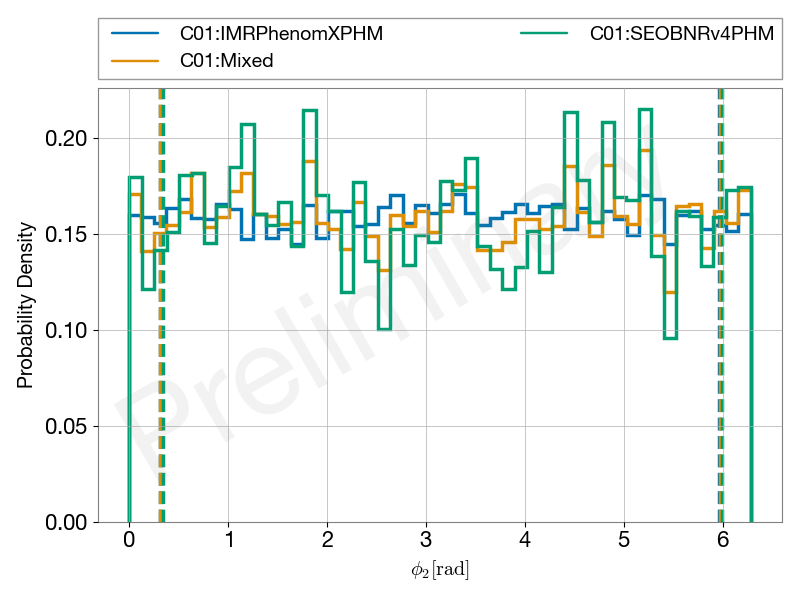 C01:IMRPhenomXPHM
C01:Mixed
C01:SEOBNRv4PHM
Probability Density
0.20
0.15
0.10
0.05
0.00
Preliminary
0 1 2 3 4 5 6
ϕ₂[rad]